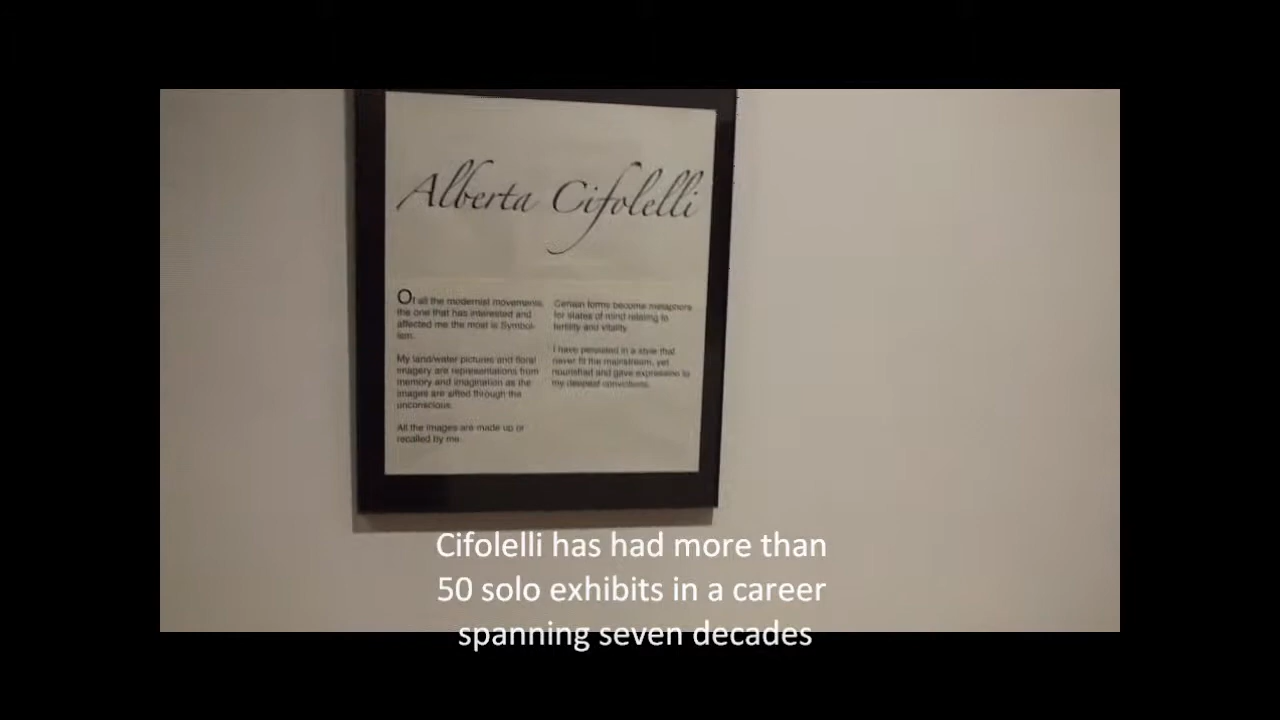 Alberta Cifolelli
Of all the modernist movements,
the one that has interested and
affected me the most is Symbol-
ism.
My land/water pictures and floral
imagery are representations from
memory and imagination as the
images are sifted through the
unconscious.
All the images are made up or
recalled by me.
Certain forms become metaphors
for states of mind relating to
fertility and vitality.
I have persisted in a style that
never fit the mainstream, yet
nourished and gave expression to
my deepest convictions.
Cifolelli has had more than
50 solo exhibits in a career
spanning seven decades